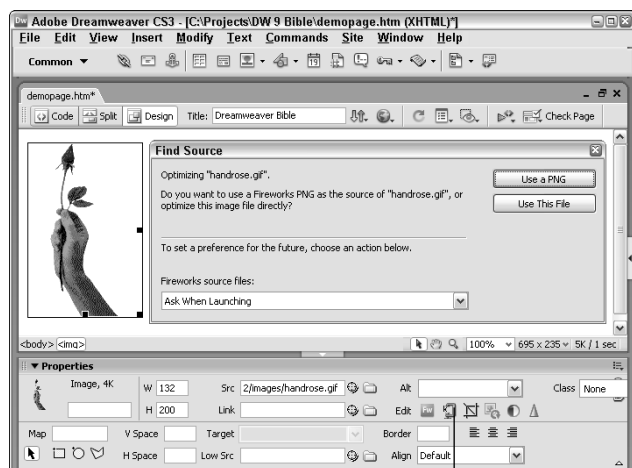 Dw Adobe Dreamweaver CS3 - [C:\Projects\DW 9 Bible\demopage.htm (XHTML)*]
File Edit View Insert Modify Text Commands Site Window Help
Common
19
demopage.htm*
Code Split Design Title: Dreamweaver Bible Check Page
Find Source
Optimizing "handrose.gif".
Do you want to use a Fireworks PNG as the source of "handrose.gif", or
optimize this image file directly?
Use a PNG
Use This File
To set a preference for the future, choose an action below.
Fireworks source files:
Ask When Launching
<body> <img> 100% 695 x 235 5K / 1 sec
Properties
Image, 4K W 132 Src 2/images/handrose.gif Alt Class None
H 200 Link Edit Fw
Map V Space Target Border
H Space Low Src Align Default